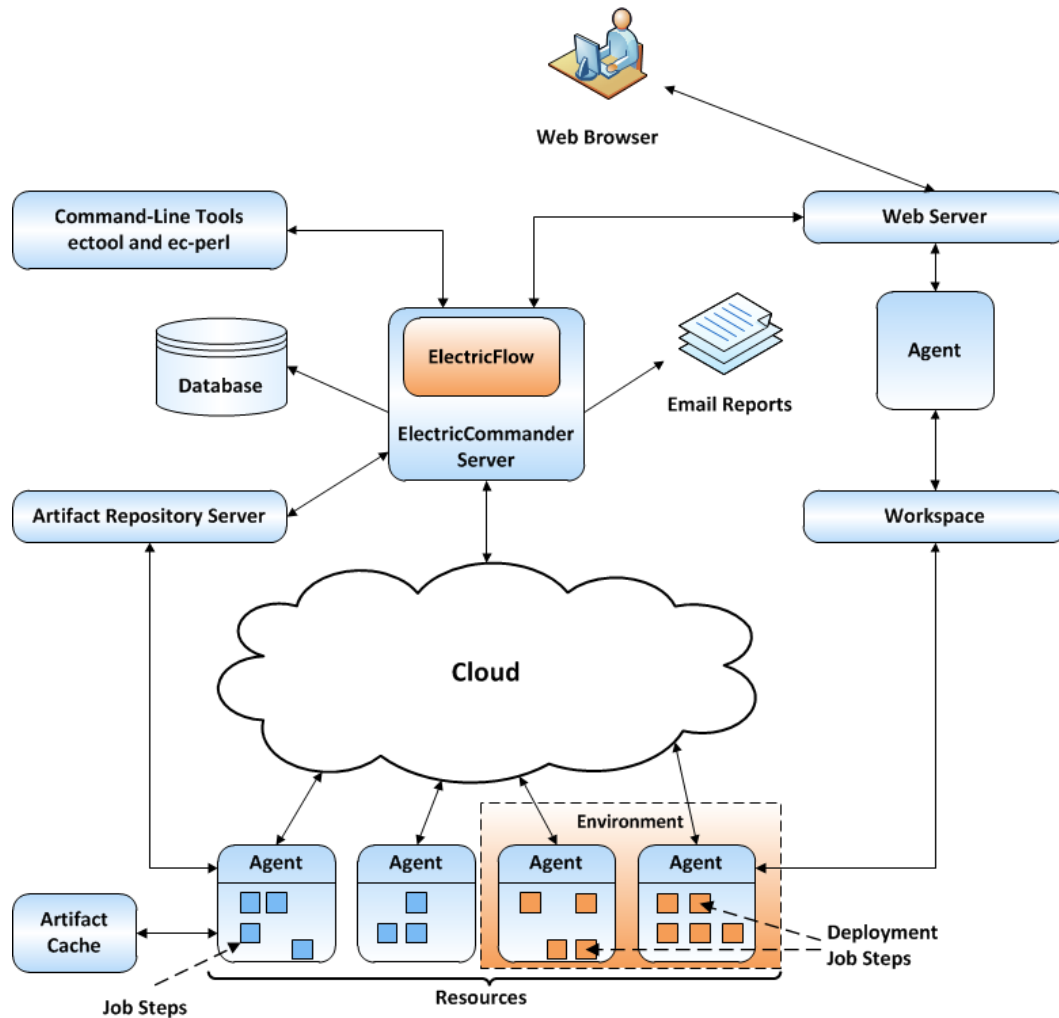 Web Browser
Command-Line Tools
ectool and ec-perl
Web Server
ElectricFlow
Agent
Database
Email Reports
ElectricCommander
Server
Artifact Repository Server
Workspace
Cloud
Environment
Agent
Agent
Agent
Agent
Artifact
Cache
Deployment
Job Steps
Job Steps
Resources